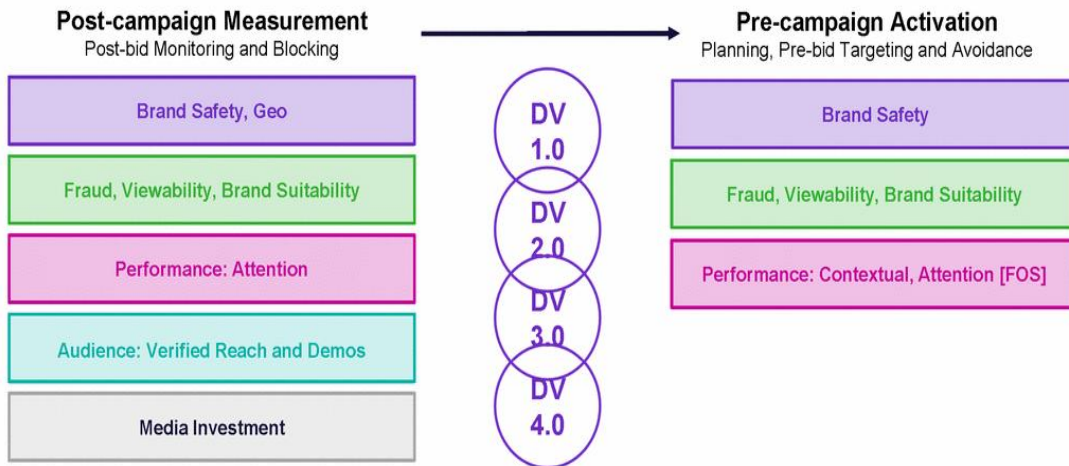 Post-campaign Measurement
Post-bid Monitoring and Blocking
Brand Safety, Geo
Fraud, Viewability, Brand Suitability
Performance: Attention
Audience: Verified Reach and Demos
Media Investment
DV
1.0
DV
2.0
DV
3.0
DV
4.0
Pre-campaign Activation
Planning, Pre-bid Targeting and Avoidance
Brand Safety
Fraud, Viewability, Brand Suitability
Performance: Contextual, Attention [FOS]